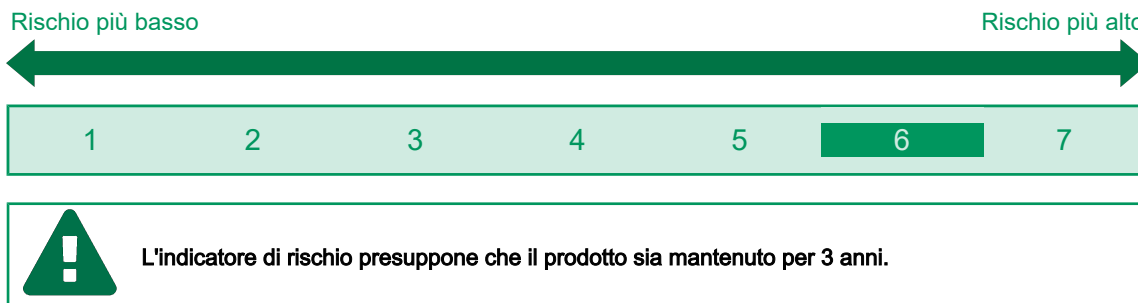 Rischio più basso Rischio più alto
1 2 3 4 5 6 7
L'indicatore di rischio presuppone che il prodotto sia mantenuto per 3 anni.